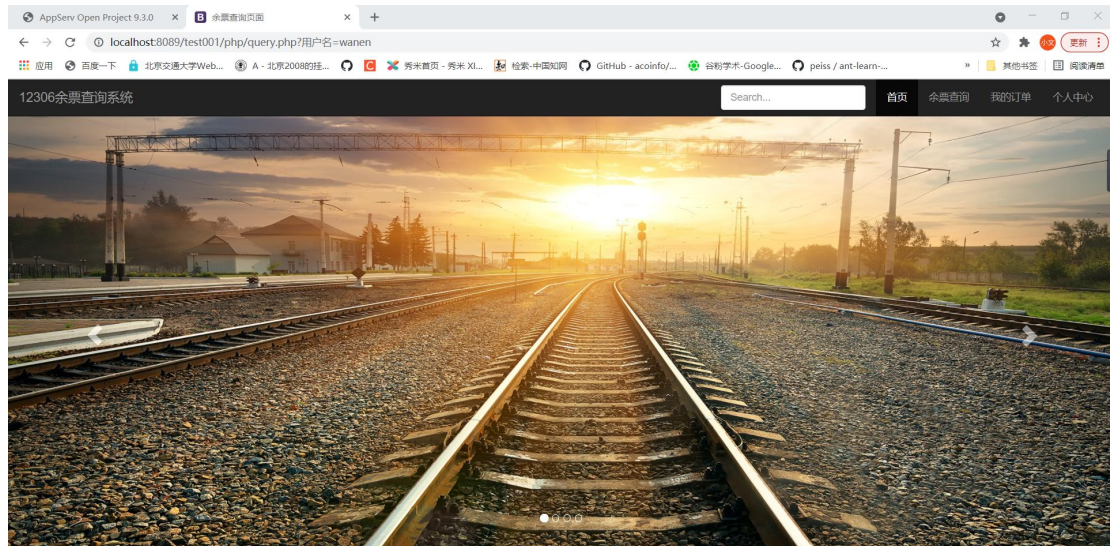 AppServ Open Project 9.3.0
余票查询页面
localhost:8089/test001/php/query.php?用户名=wanen
小文
更新
应用
百度一下
北京交通大学Web...
A - 北京2008的挂...
秀米首页 - 秀米 XI...
检索-中国知网
GitHub - acoinfo/...
谷粉学术-Google...
peiss / ant-learn-...
»
其他书签
阅读清单
12306余票查询系统
Search...
首页
余票查询
我的订单
个人中心